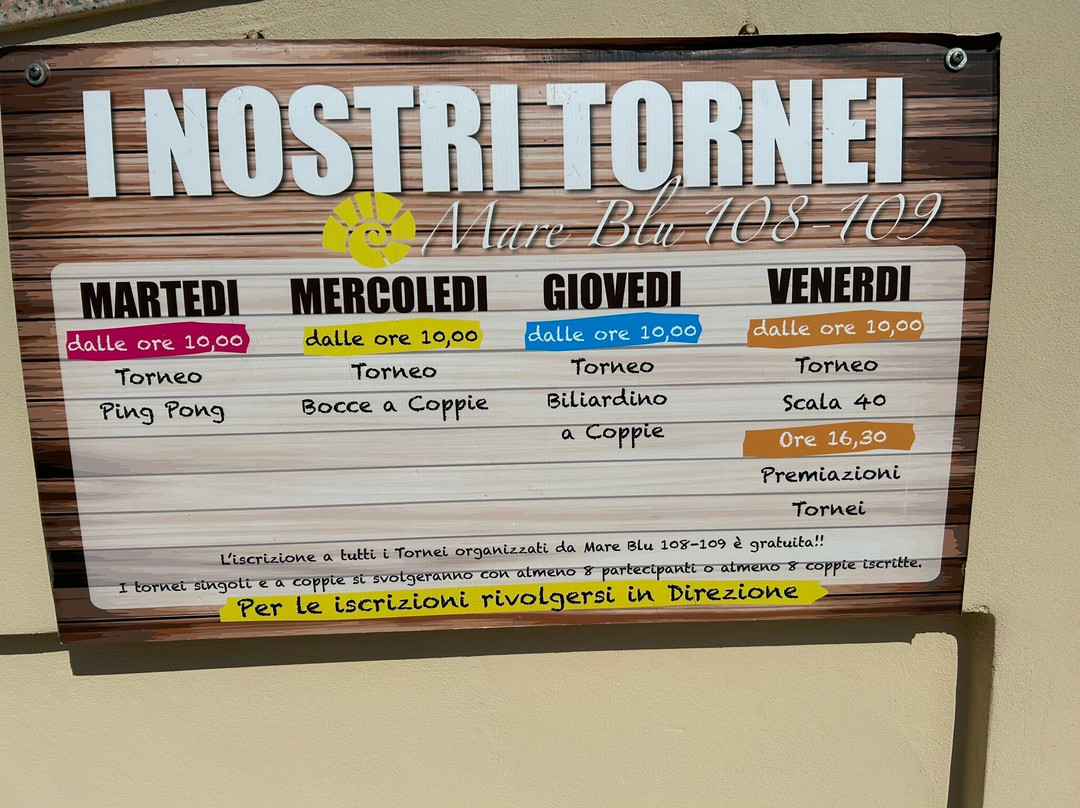 I NOSTRI TORNEI
Mare Blu 108-109
MARTEDI
dalle ore 10,00
Torneo
Ping Pong
MERCOLEDI
dalle ore 10,00
Torneo
Bocce a Coppie
GIOVEDI
dalle ore 10,00
Torneo
Biliardino
a Coppie
VENERDI
dalle ore 10,00
Torneo
Scala 40
Ore 16,30
Premiazioni
Tornei
L'iscrizione a tutti i Tornei organizzati da Mare Blu 108-109 è gratuita!!
I tornei singoli e a coppie si svolgeranno con almeno 8 partecipanti o almeno 8 coppie iscritte.
Per le iscrizioni rivolgersi in Direzione